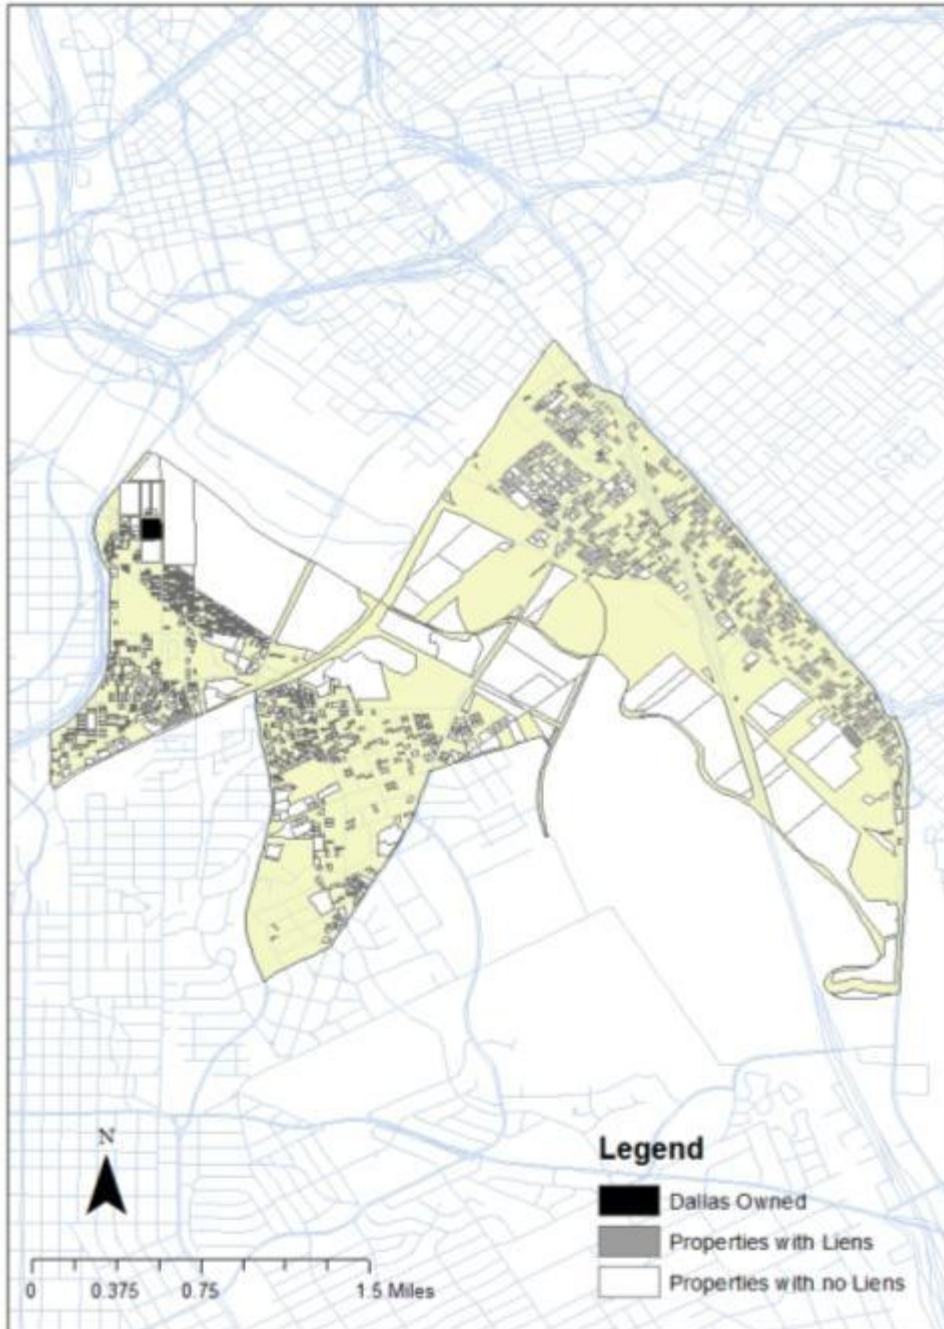 N
Legend
Dallas Owned
Properties with Liens
Properties with no Liens
0 0.375 0.75 1.5 Miles